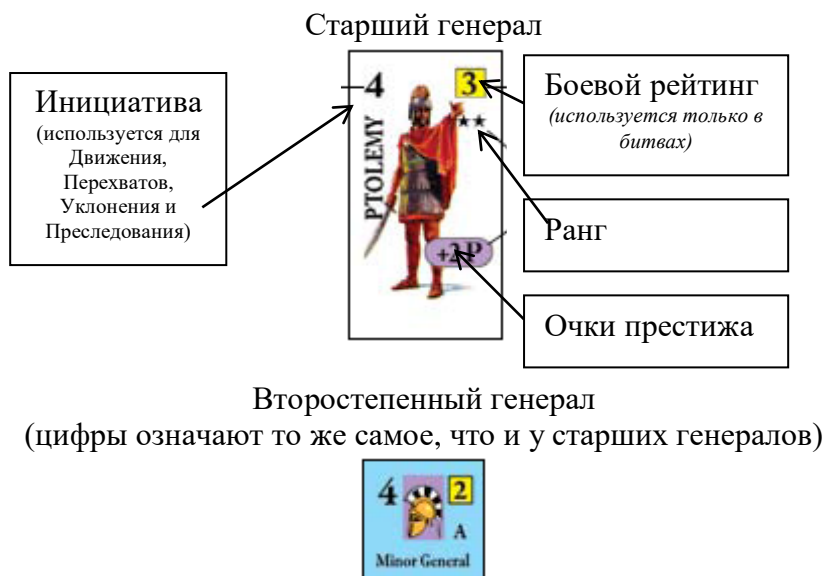 Старший генерал
Инициатива
(используется для
Движения,
Перехватов,
Уклонения и
Преследования)
4
3
PTOLEMY
+2P
Боевой рейтинг
(используется только в
битвах)
Ранг
Очки престижа
Второстепенный генерал
(цифры означают то же самое, что и у старших генералов)
4
2
A
Minor General